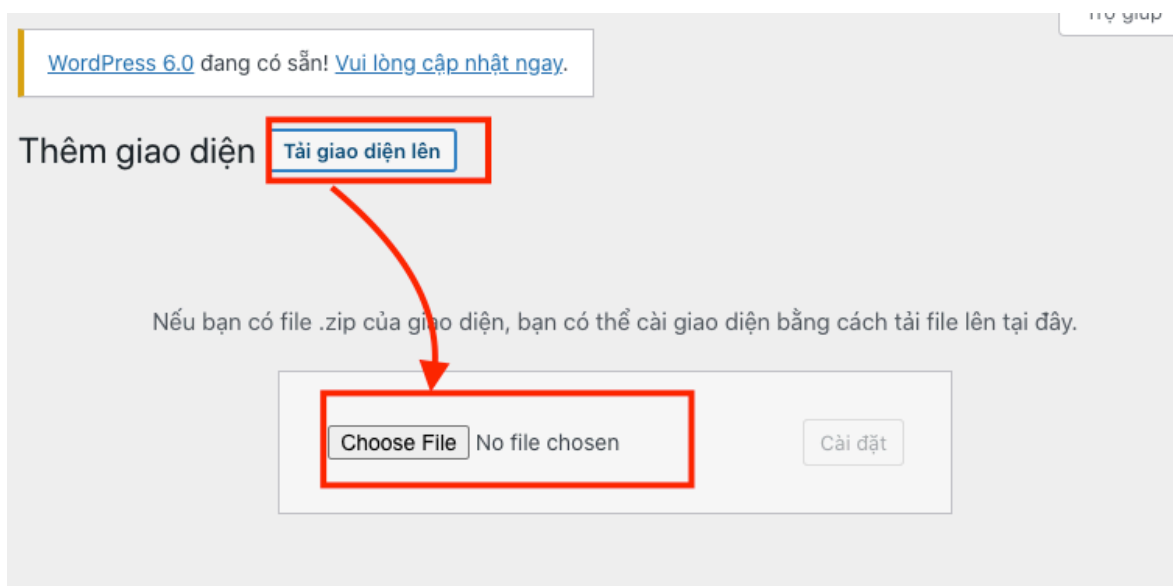 Trợ giúp
WordPress 6.0 đang có sẵn! Vui lòng cập nhật ngay.
Thêm giao diện Tải giao diện lên
Nếu bạn có file .zip của giao diện, bạn có thể cài giao diện bằng cách tải file lên tại đây.
Choose File No file chosen Cài đặt